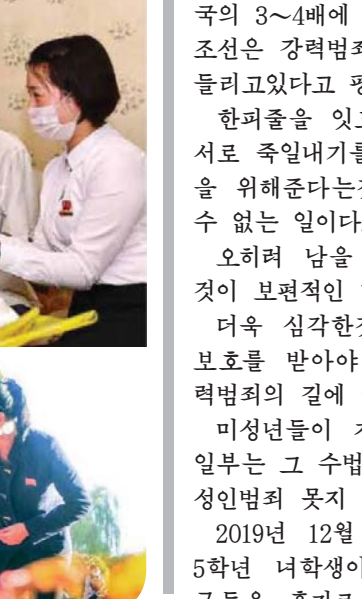 국의 3～4배에
조선은 강력범죄
들리고있다고 평
한피줄을 잇고
서로 죽일내기를
을 위해준다는것
수 없는 일이다.
오히려 남을
것이 보편적인
더욱 심각한것
보호를 받아야
력범죄의 길에
미성년들이
일부는 그 수법
성인범죄 못지
2019년 12월
5학년 녀학생이